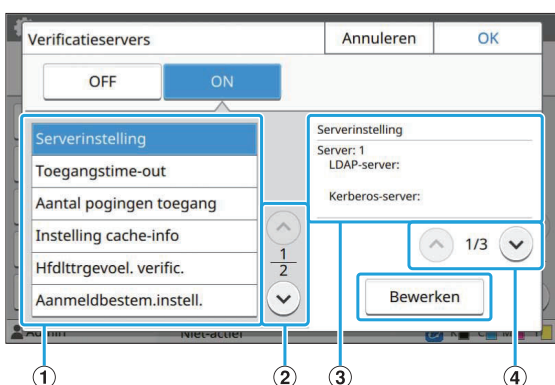 Verificatieservers
Annuleren
OK
OFF
ON
Serverinstelling
Toegangstime-out
Aantal pogingen toegang
Instelling cache-info
Hfdlttrgevoel. verific.
Aanmeldbestem.instell.
1
2
Serverinstelling
Server: 1
LDAP-server:
Kerberos-server:
1/3
Bewerken
Admin
Niet-actief
K
C
M
Y
1
2
3
4